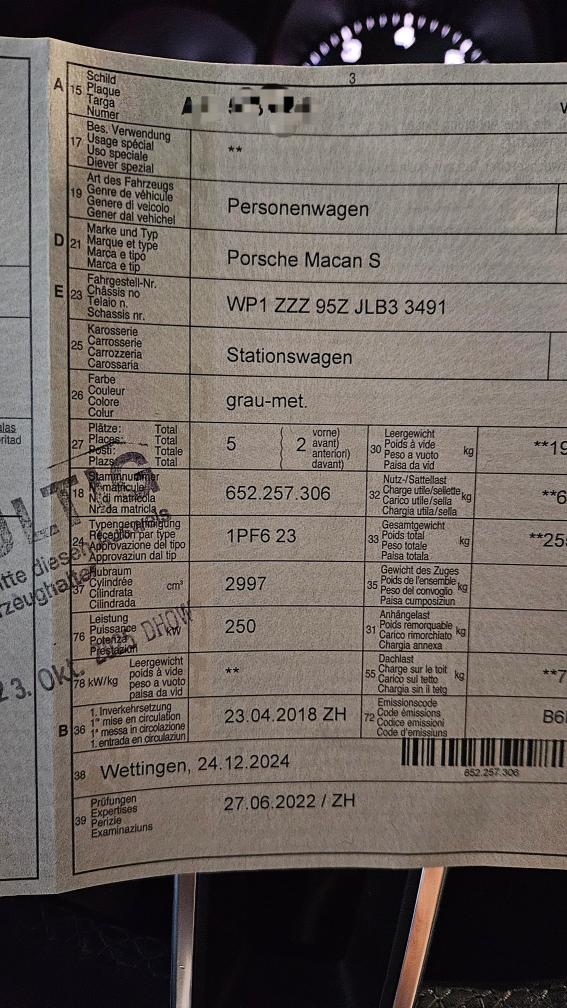 3
A 15 Schild
Plaque
Targa
Numer
17 Bes. Verwendung
Usage spécial
Uso speciale
Diever spezial
**
19 Art des Fahrzeugs
Genre de véhicule
Genere di veicolo
Gener dal vehichel
Personenwagen
D 21 Marke und Typ
Marque et type
Marca e tipo
Marca e tip
Porsche Macan S
E 23 Fahrgestell-Nr.
Châssis no
Telaio n.
Schassis nr.
WP1 ZZZ 95Z JLB3 3491
25 Karosserie
Carrosserie
Carrozzeria
Carossaria
Stationswagen
26 Farbe
Couleur
Colore
Colur
grau-met.
27 Plätze: Total
Places: Total
Posti: Totale
Plazs: Total
5 ( 2 vorne)
avant)
anteriori)
davant)
30 Leergewicht
Poids à vide
Peso a vuoto
Paisa da vid
kg
**19
18 Stammnummer
N° matricule
N. di matricola
Nr. da matricla
652.257.306
32 Nutz-/Sattellast
Charge utile/sellette
Carico utile/sella
Chargia utila/sella
kg
**6
24 Typengenehmigung
Réception par type
Approvazione del tipo
Approvaziun dal tip
1PF6 23
33 Gesamtgewicht
Poids total
Peso totale
Paisa totala
kg
**25
37 Hubraum
Cylindrée
Cilindrata
Cilindrada
cm³
2997
35 Gewicht des Zuges
Poids de l'ensemble
Peso del convoglio
Paisa cumposiziun
kg
76 Leistung
Puissance
Potenza
Prestaziun
kW
250
31 Anhängelast
Poids remorquable
Carico rimorchiato
Chargia annexa
kg
78 kW/kg Leergewicht
poids à vide
peso a vuoto
paisa da vid
**
55 Dachlast
Charge sur le toit
Carico sul tetto
Chargia sin il tetg
kg
**7
B 36 1. Inverkehrsetzung
1re mise en circulation
1a messa in circolazione
1. entrada en circulaziun
23.04.2018 ZH
72 Emissionscode
Code émissions
Codice emissioni
Code d'emissiuns
B6
38 Wettingen, 24.12.2024
652.257.306
39 Prüfungen
Expertises
Perizie
Examinaziuns
27.06.2022 / ZH
LTIG
23. Okt. DHOW